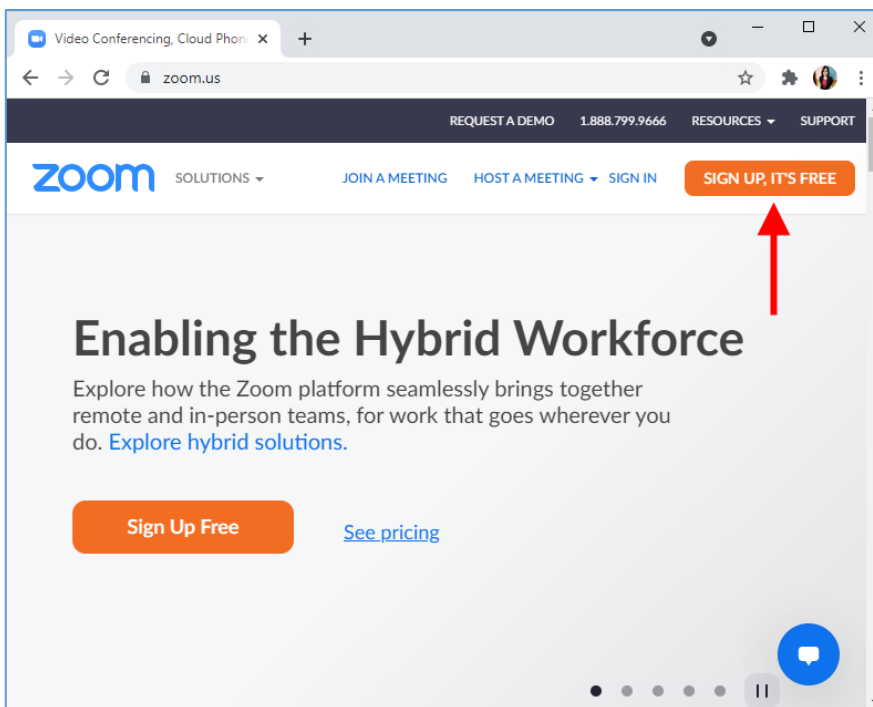 Video Conferencing, Cloud Phon
zoom.us
REQUEST A DEMO 1.888.799.9666 RESOURCES SUPPORT
zoom SOLUTIONS JOIN A MEETING HOST A MEETING SIGN IN SIGN UP, IT'S FREE
Enabling the Hybrid Workforce
Explore how the Zoom platform seamlessly brings together
remote and in-person teams, for work that goes wherever you
do. Explore hybrid solutions.
Sign Up Free See pricing